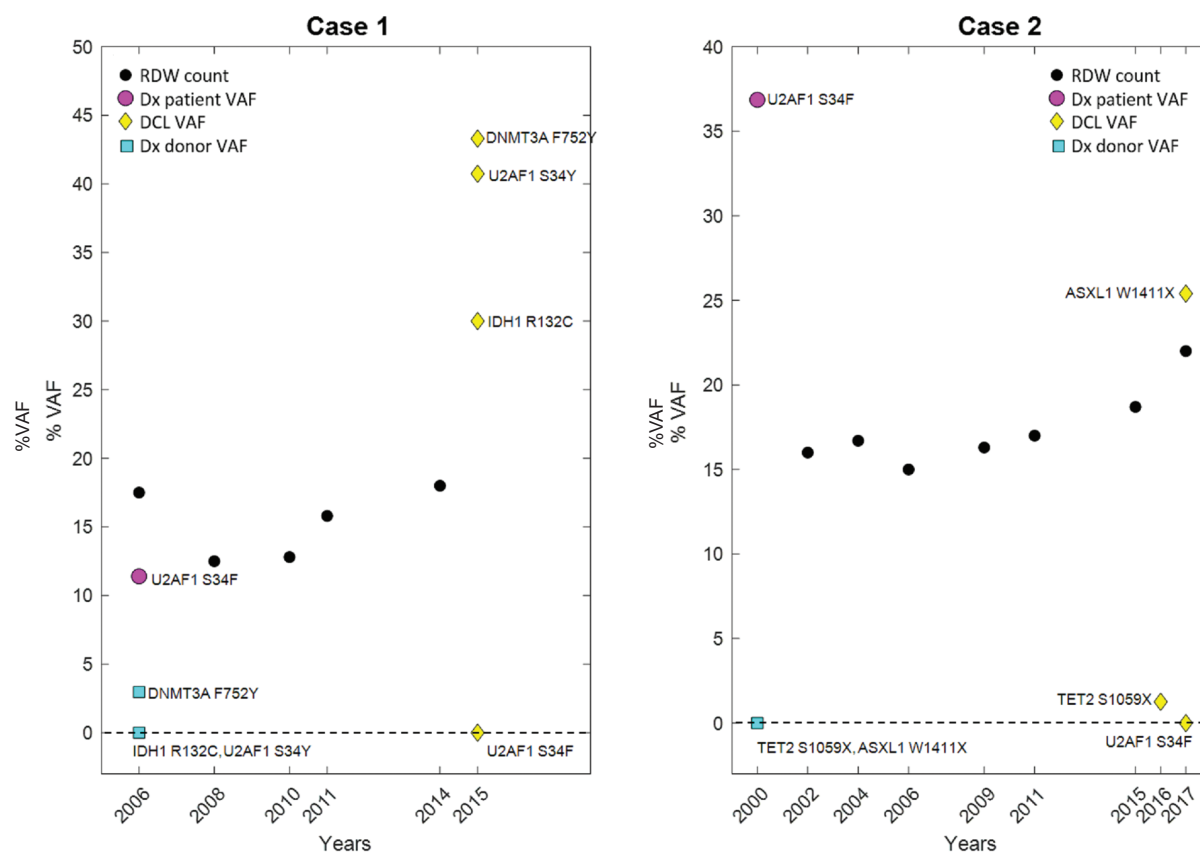 Case 1
50
45
40
35
30
25
20
15
10
5
0
%VAF
% VAF
RDW count
Dx patient VAF
DCL VAF
Dx donor VAF
DNMT3A F752Y
U2AF1 S34Y
IDH1 R132C
U2AF1 S34F
DNMT3A F752Y
IDH1 R132C,U2AF1 S34Y
U2AF1 S34F
2006
2008
2010
2011
2014
2015
Years
Case 2
40
35
30
25
20
15
10
5
0
%VAF
% VAF
RDW count
Dx patient VAF
DCL VAF
Dx donor VAF
U2AF1 S34F
ASXL1 W1411X
TET2 S1059X
U2AF1 S34F
TET2 S1059X, ASXL1 W1411X
2000
2002
2004
2006
2009
2011
2015
2016
2017
Years